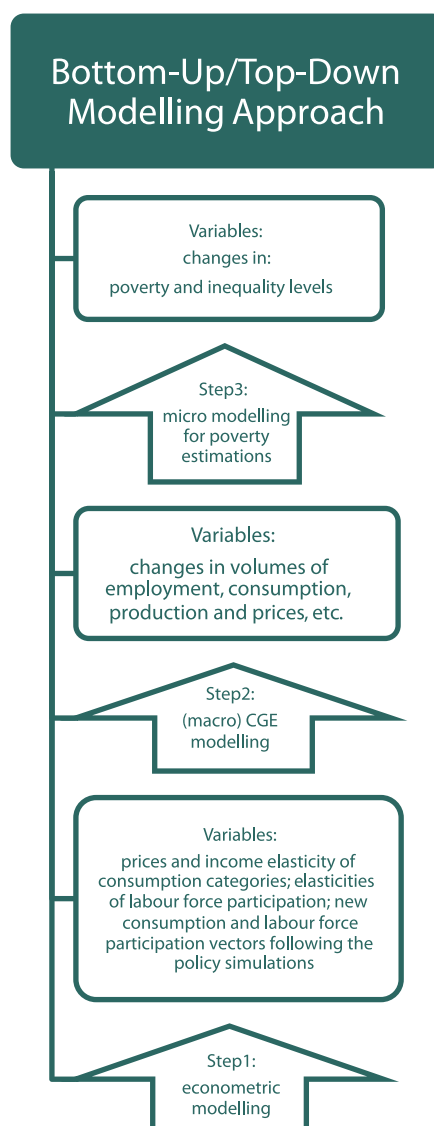 Bottom-Up/Top-Down
Modelling Approach
Variables:
changes in:
poverty and inequality levels
Step3:
micro modelling
for poverty
estimations
Variables:
changes in volumes of
employment, consumption,
production and prices, etc.
Step2:
(macro) CGE
modelling
Variables:
prices and income elasticity of
consumption categories; elasticities
of labour force participation; new
consumption and labour force
participation vectors following the
policy simulations
Step1:
econometric
modelling